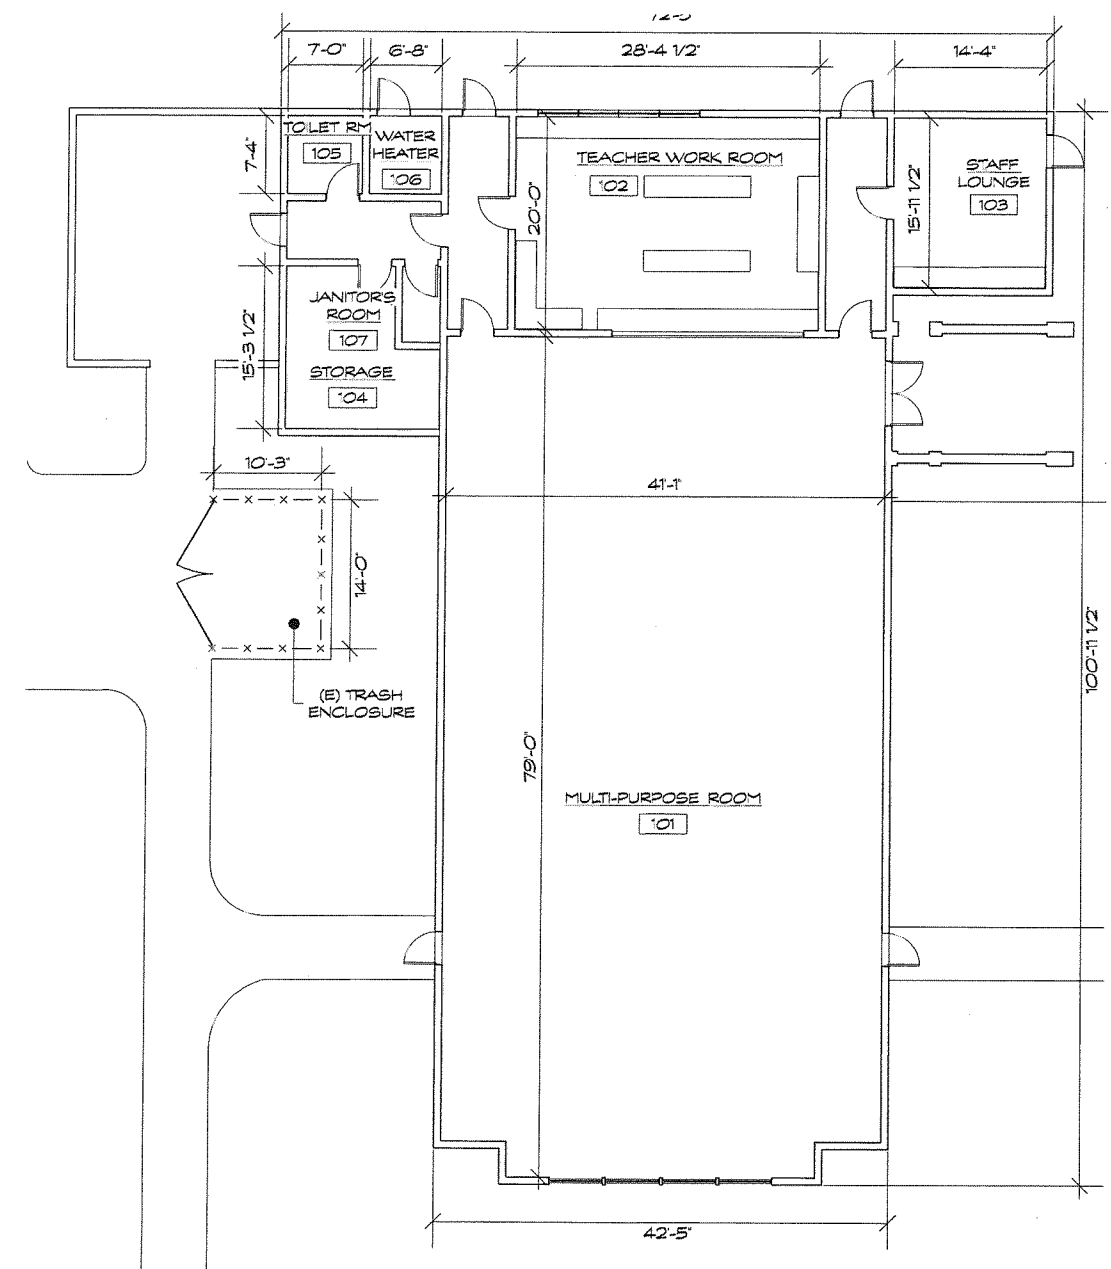 7'-0"
6'-8"
28'-4 1/2"
14'-4"
TOILET RM
105
WATER
HEATER
106
7'-4"
TEACHER WORK ROOM
102
20'-0"
STAFF
LOUNGE
103
15'-11 1/2"
JANITOR'S
ROOM
107
STORAGE
104
15'-3 1/2"
10'-3"
41'-1"
14'-0"
(E) TRASH
ENCLOSURE
100'-11 1/2"
79'-0"
MULTI-PURPOSE ROOM
101
42'-5"